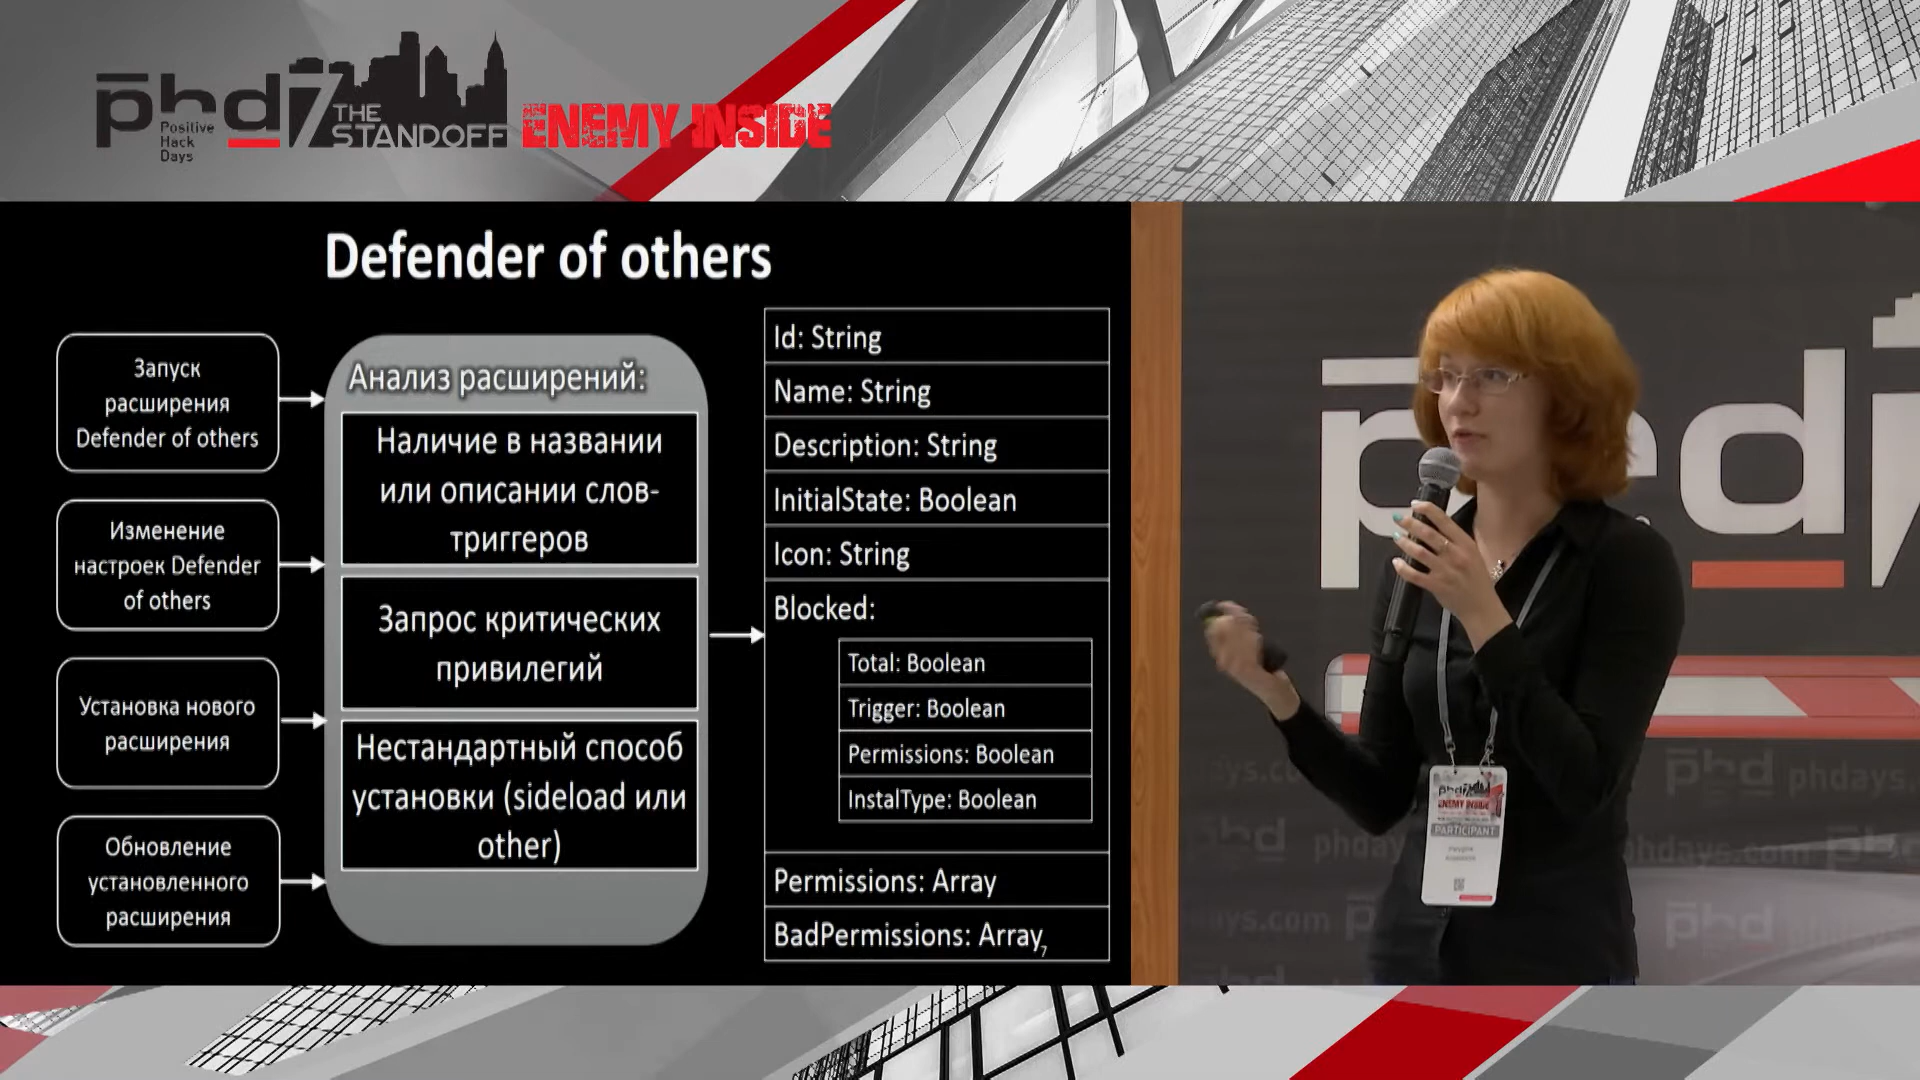 phd7
Positive
Hack
Days
THE
STANDOFF
ENEMY INSIDE
Defender of others
Запуск
расширения
Defender of others
Изменение
настроек Defender
of others
Установка нового
расширения
Обновление
установленного
расширения
Анализ расширений:
Наличие в названии
или описании слов-
триггеров
Запрос критических
привилегий
Нестандартный способ
установки (sideload или
other)
Id: String
Name: String
Description: String
InitialState: Boolean
Icon: String
Blocked:
Total: Boolean
Trigger: Boolean
Permissions: Boolean
InstalType: Boolean
Permissions: Array
BadPermissions: Array
7
phd
phd phdays.
phd
ENEMY INSIDE
PARTICIPANT
phdays.com phd